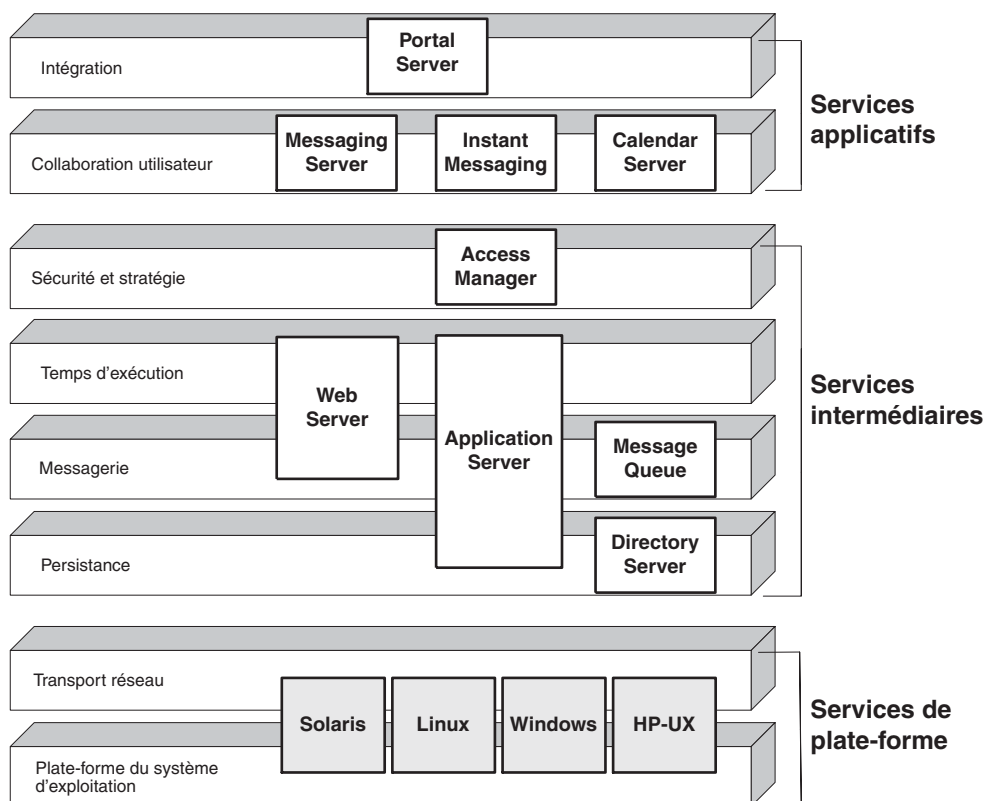 Portal
Server
Intégration
Services
applicatifs
Messaging
Server
Instant
Messaging
Calendar
Server
Collaboration utilisateur
Access
Manager
Sécurité et stratégie
Temps d'exécution
Web
Server
Services
intermédiaires
Application
Server
Message
Queue
Messagerie
Directory
Server
Persistance
Transport réseau
Solaris
Linux
Windows
HP-UX
Services de
plate-forme
Plate-forme du système
d'exploitation